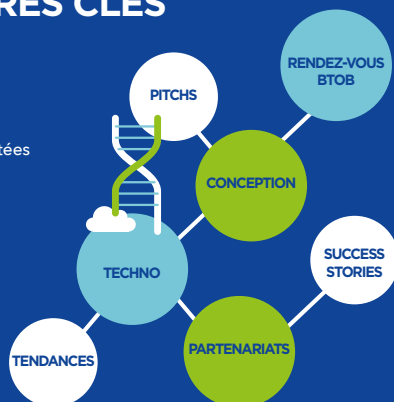 RES CLÉS
RENDEZ-VOUS
BTOB
PITCHS
tées
CONCEPTION
SUCCESS
STORIES
TECHNO
PARTENARIATS
TENDANCES